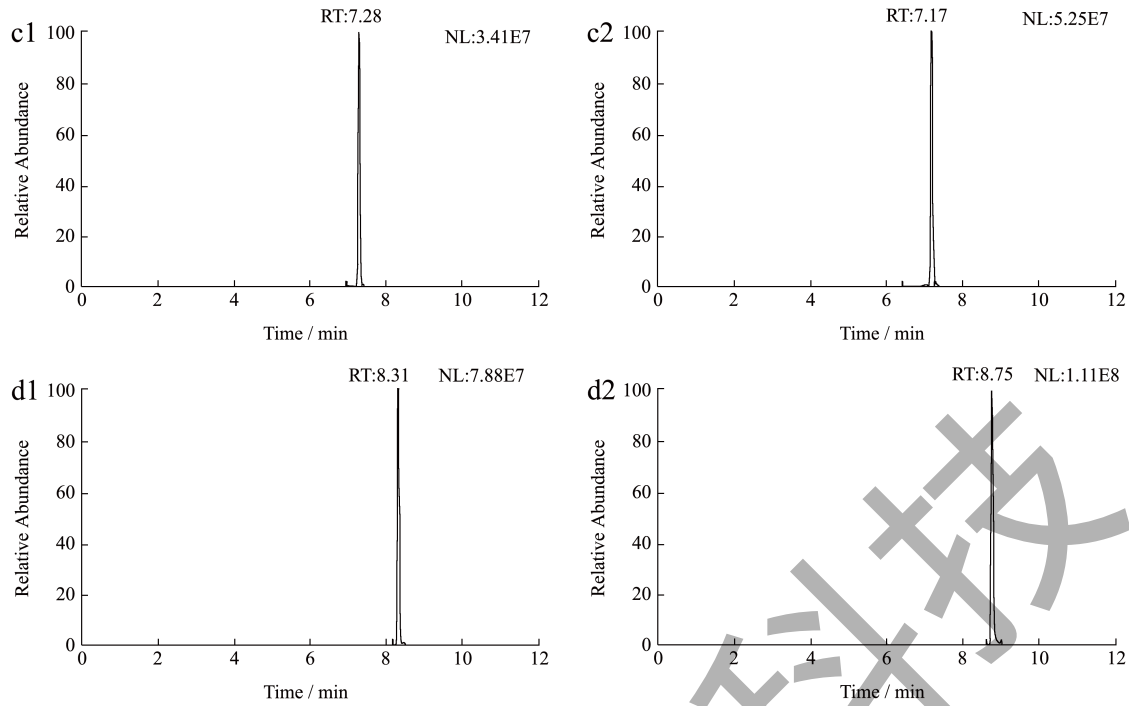 c1
RT:7.28
NL:3.41E7
Relative Abundance
100
80
60
40
20
0
0 2 4 6 8 10 12
Time / min
c2
RT:7.17
NL:5.25E7
Relative Abundance
100
80
60
40
20
0
0 2 4 6 8 10 12
Time / min
d1
RT:8.31 NL:7.88E7
Relative Abundance
100
80
60
40
20
0
0 2 4 6 8 10 12
Time / min
d2
RT:8.75 NL:1.11E8
Relative Abundance
100
80
60
40
20
0
0 2 4 6 8 10 12
Time / min